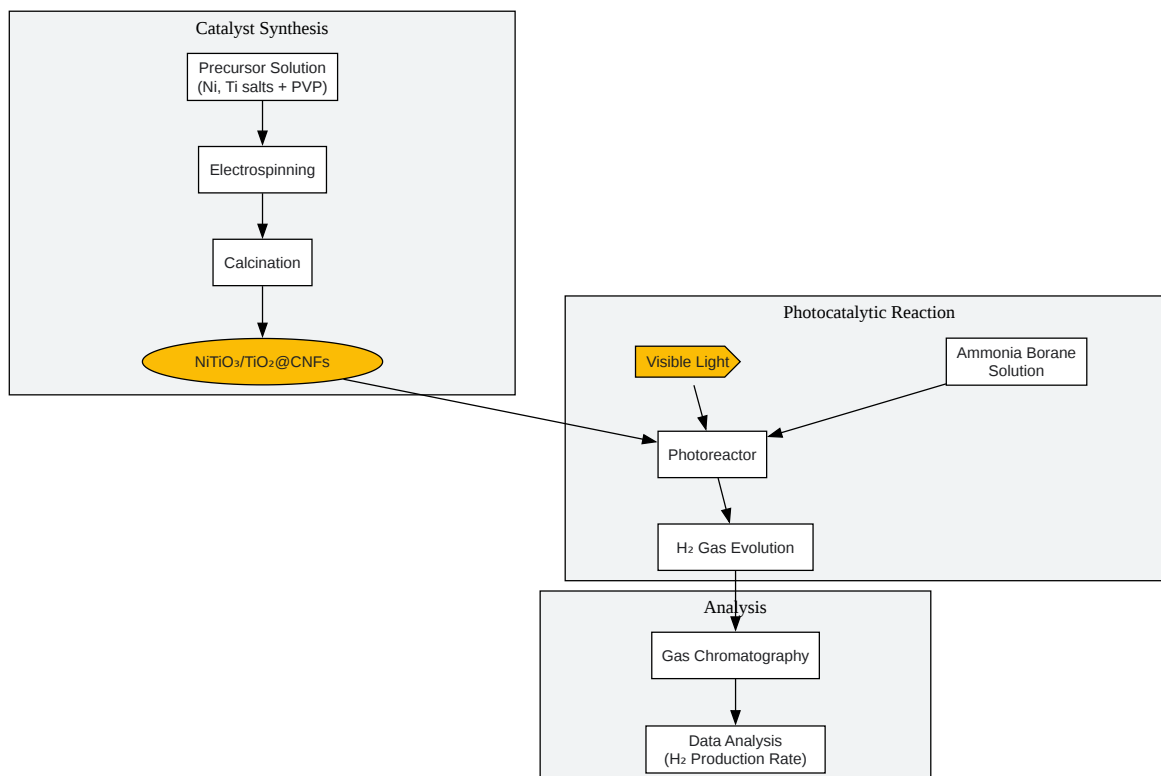 Catalyst Synthesis
Precursor Solution
(Ni, Ti salts + PVP)
Electrospinning
Calcination
NiTiO₃/TiO₂@CNFs
Photocatalytic Reaction
Visible Light
Ammonia Borane
Solution
Photoreactor
H₂ Gas Evolution
Analysis
Gas Chromatography
Data Analysis
(H₂ Production Rate)